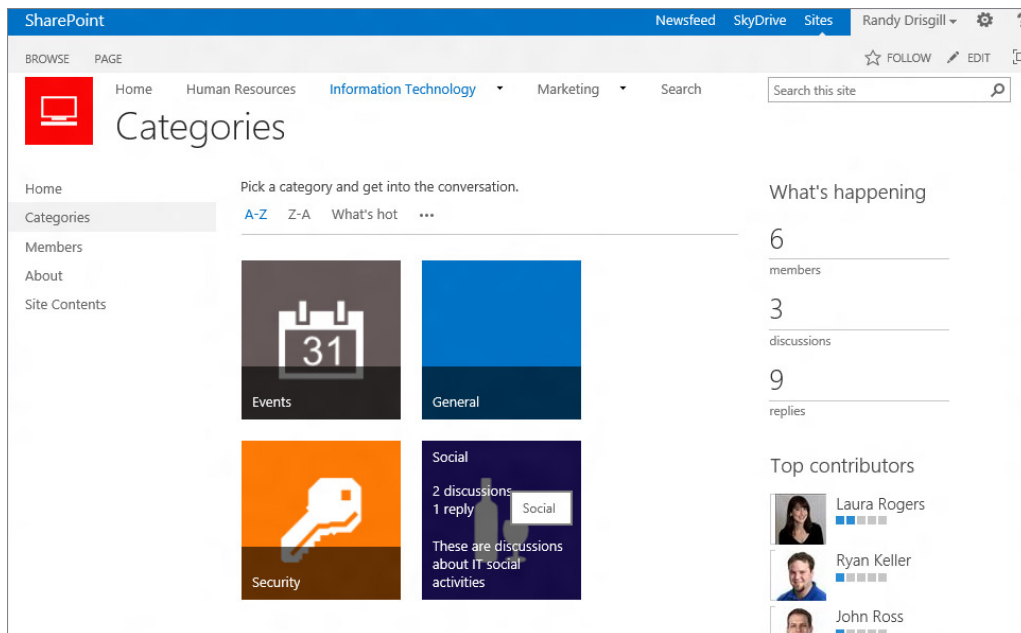 SharePoint
Newsfeed SkyDrive Sites Randy Drisgill
BROWSE PAGE
FOLLOW EDIT
Home Human Resources Information Technology Marketing Search
Search this site
Categories
Home
Categories
Members
About
Site Contents
Pick a category and get into the conversation.
A-Z Z-A What's hot ...
31
Events
General
Security
Social
2 discussions
1 reply
Social
These are discussions
about IT social
activities
What's happening
6
members
3
discussions
9
replies
Top contributors
Laura Rogers
Ryan Keller
John Ross